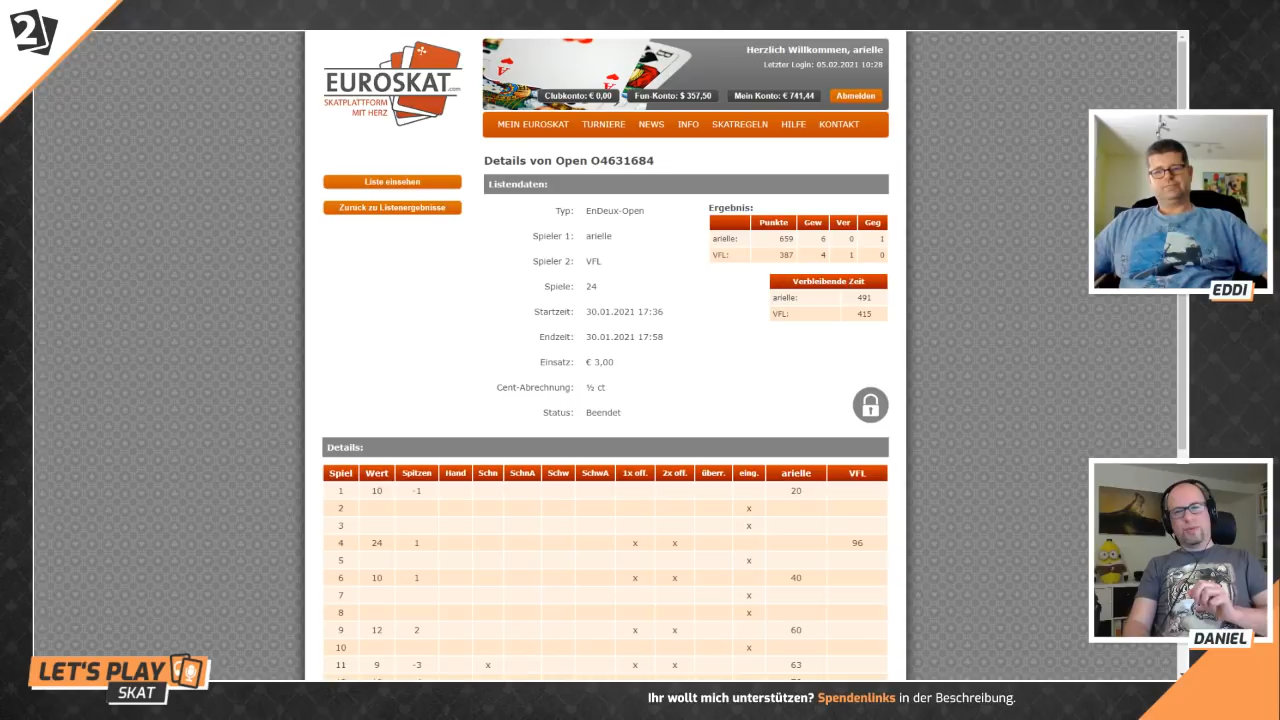 2
EUROSKAT.com
SKATPLATTFORM
MIT HERZ
Herzlich Willkommen, arielle
Letzter Login: 05.02.2021 10:28
Clubkonto: € 0,00 Fun-Konto: $ 357,50 Mein Konto: € 741,44 Abmelden
MEIN EUROSKAT TURNIERE NEWS INFO SKATREGELN HILFE KONTAKT
Liste einsehen
Zurück zu Listenergebnisse
Details von Open O4631684
Listendaten:
Typ: EnDeux-Open
Spieler 1: arielle
Spieler 2: VFL
Spiele: 24
Startzeit: 30.01.2021 17:36
Endzeit: 30.01.2021 17:58
Einsatz: € 3,00
Cent-Abrechnung: ½ ct
Status: Beendet
Ergebnis:
Punkte Gew Ver Geg
arielle: 659 6 0 1
VFL: 387 4 1 0
Verbleibende Zeit
arielle: 491
VFL: 415
Details:
Spiel Wert Spitzen Hand Schn SchnA Schw SchwA 1x off. 2x off. überr. eing. arielle VFL
1 10 -1 20
2 x
3 x
4 24 1 x x 96
5 x
6 10 1 x x 40
7 x
8 x
9 12 2 x x 60
10 x
11 9 -3 x x x 63
EDDI
DANIEL
LET'S PLAY
SKAT
Ihr wollt mich unterstützen? Spendenlinks in der Beschreibung.